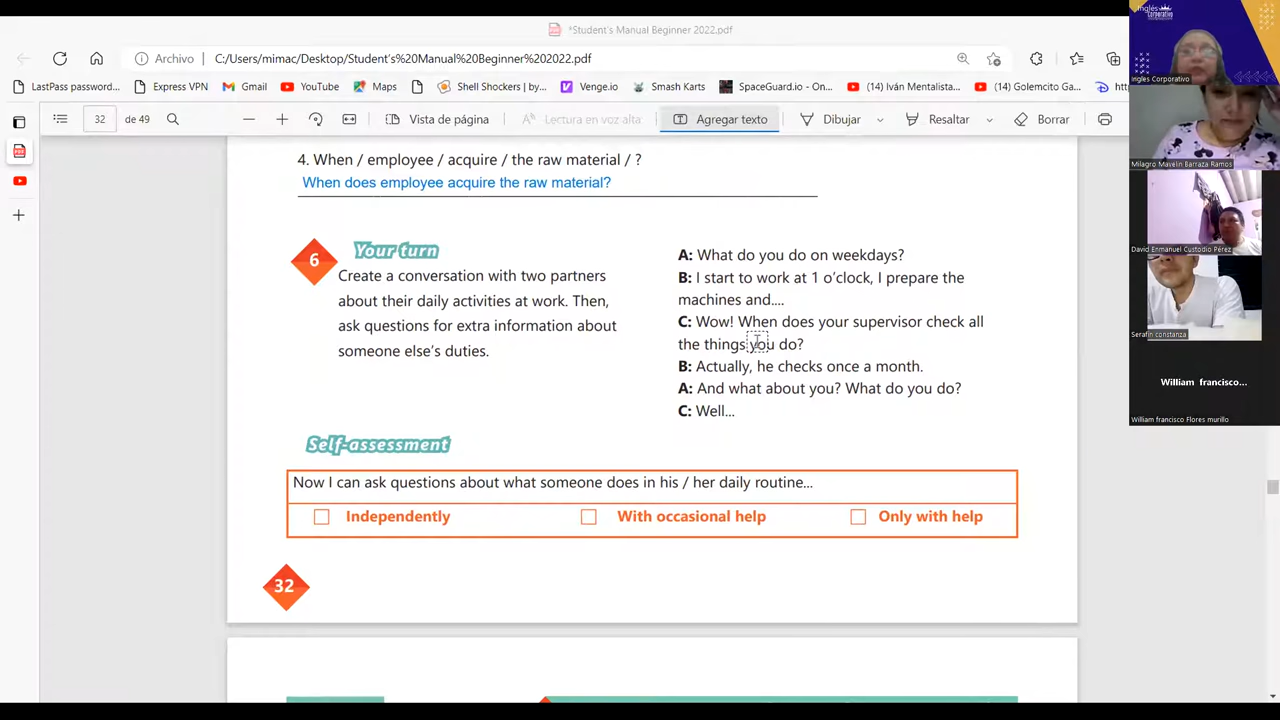 *Student's Manual Beginner 2022.pdf
Archivo
C:/Users/mimac/Desktop/Student's%20Manual%20Beginner%202022.pdf
LastPass password...
Express VPN
Gmail
YouTube
Maps
Shell Shockers | by...
Venge.io
Smash Karts
SpaceGuard.io - On...
(14) Iván Mentalista...
(14) Golemcito Ga...
32
de 49
Vista de página
Lectura en voz alta
Agregar texto
Dibujar
Resaltar
Borrar
4. When / employee / acquire / the raw material / ?
When does employee acquire the raw material?
6
Your turn
Create a conversation with two partners
about their daily activities at work. Then,
ask questions for extra information about
someone else's duties.
A: What do you do on weekdays?
B: I start to work at 1 o'clock, I prepare the
machines and....
C: Wow! When does your supervisor check all
the things you do?
B: Actually, he checks once a month.
A: And what about you? What do you do?
C: Well...
Self-assessment
Now I can ask questions about what someone does in his / her daily routine...
Independently
With occasional help
Only with help
32
Inglés
Corporativo
Inglés Corporativo
Milagro Mavelin Barraza Ramos
David Enmanuel Custodio Pérez
Serafin constanza
William francisco...
William francisco Flores murillo